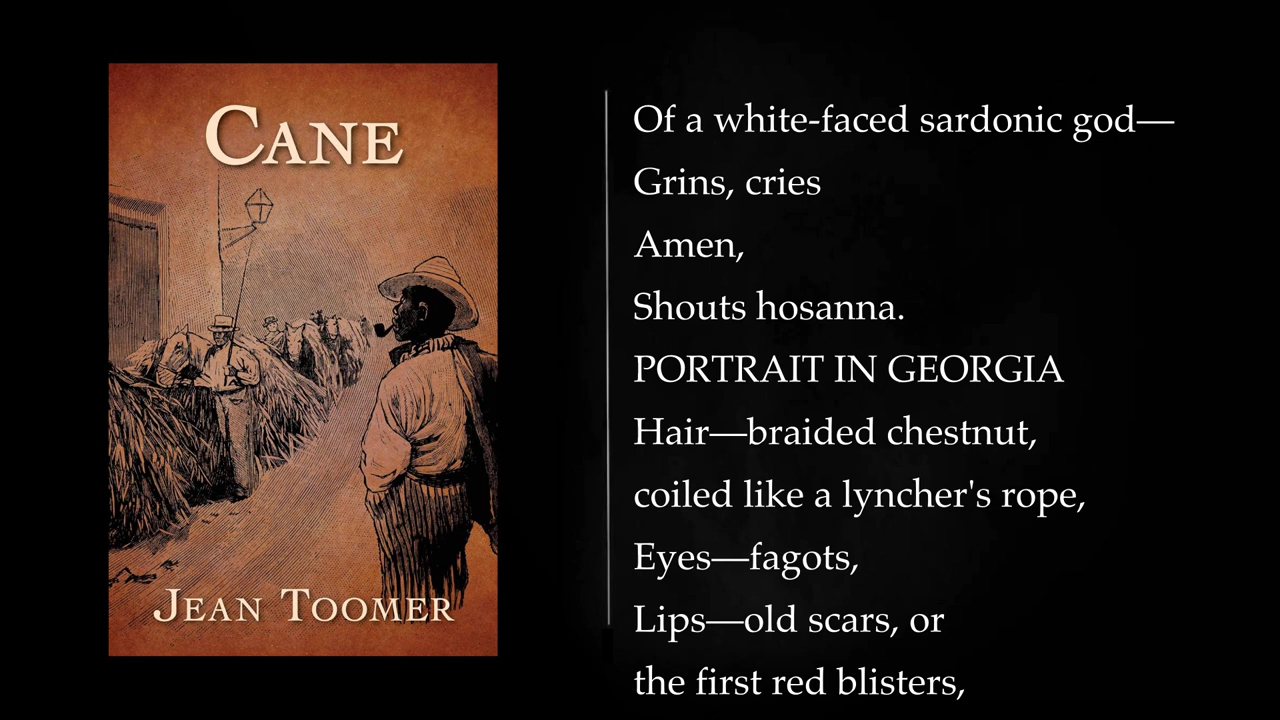 CANE
JEAN TOOMER
Of a white-faced sardonic god—
Grins, cries
Amen,
Shouts hosanna.
PORTRAIT IN GEORGIA
Hair—braided chestnut,
coiled like a lyncher's rope,
Eyes—fagots,
Lips—old scars, or
the first red blisters,